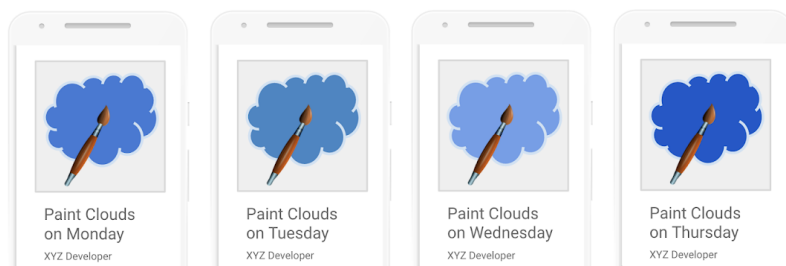 Paint Clouds
on Monday
XYZ Developer
Paint Clouds
on Tuesday
XYZ Developer
Paint Clouds
on Wednesday
XYZ Developer
Paint Clouds
on Thursday
XYZ Developer